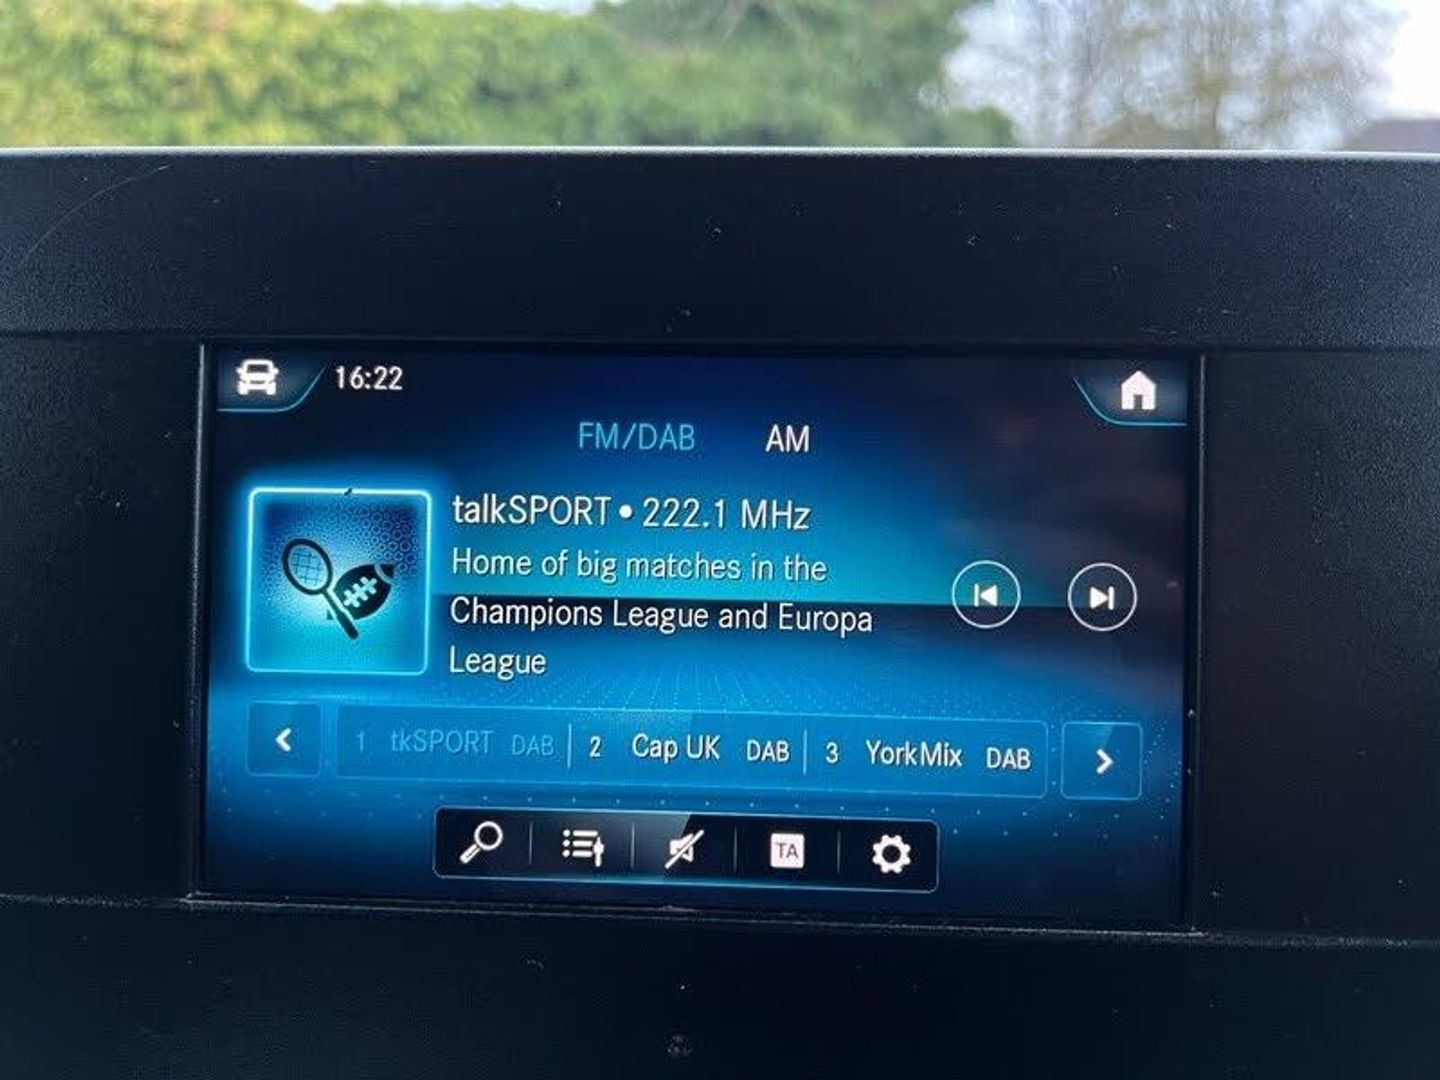 16:22
FM/DAB AM
talkSPORT • 222.1 MHz
Home of big matches in the
Champions League and Europa
League
1 tkSPORT DAB 2 Cap UK DAB 3 YorkMix DAB
TA